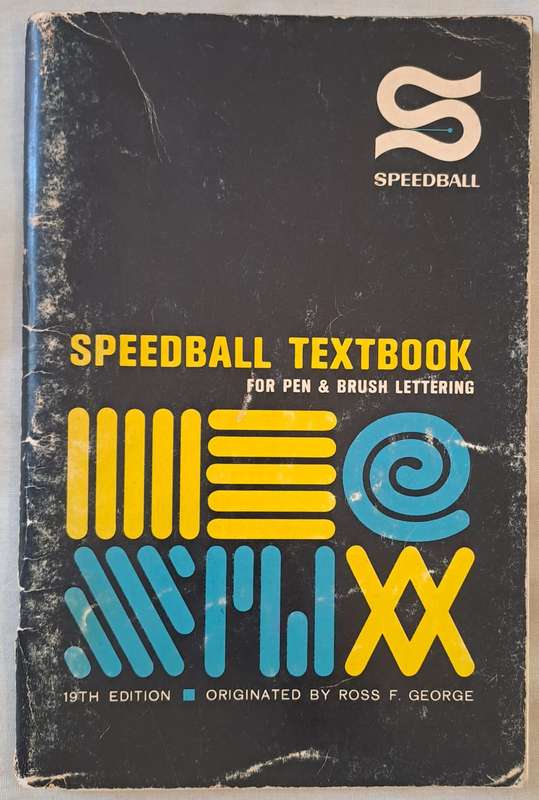 SPEEDBALL
SPEEDBALL TEXTBOOK
FOR PEN & BRUSH LETTERING
19TH EDITION ■ ORIGINATED BY ROSS F. GEORGE